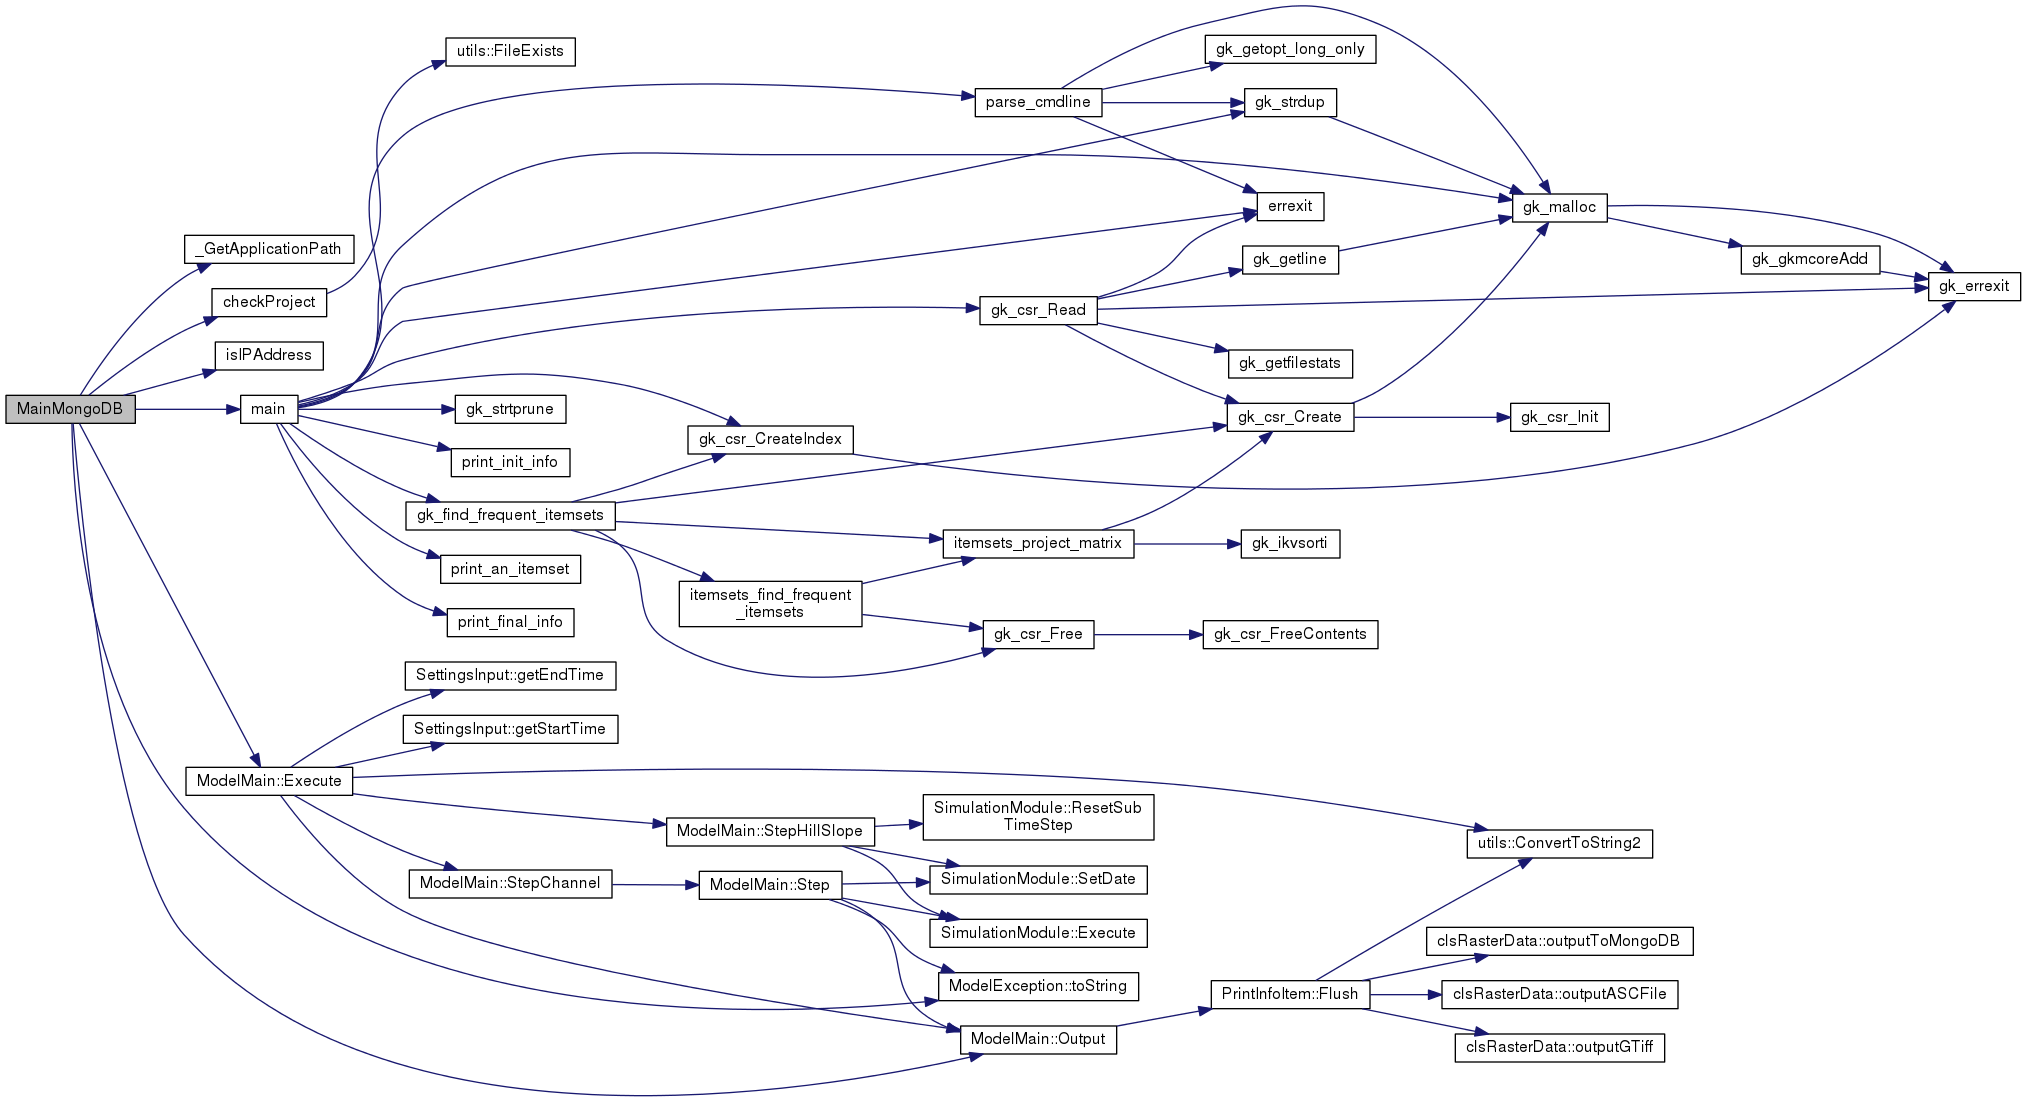 MainMongoDB
_GetApplicationPath
checkProject
isIPAddress
main
ModelMain::Execute
utils::FileExists
gk_strtprune
print_init_info
gk_find_frequent_itemsets
print_an_itemset
print_final_info
SettingsInput::getEndTime
SettingsInput::getStartTime
ModelMain::StepChannel
gk_csr_CreateIndex
itemsets_find_frequent
_itemsets
ModelMain::StepHillSlope
ModelMain::Step
parse_cmdline
gk_csr_Read
itemsets_project_matrix
gk_csr_Free
SimulationModule::ResetSub
TimeStep
SimulationModule::SetDate
SimulationModule::Execute
ModelException::toString
ModelMain::Output
gk_getopt_long_only
gk_strdup
errexit
gk_getline
gk_getfilestats
gk_csr_Create
gk_ikvsorti
gk_csr_FreeContents
PrintInfoItem::Flush
gk_malloc
gk_csr_Init
utils::ConvertToString2
clsRasterData::outputToMongoDB
clsRasterData::outputASCFile
clsRasterData::outputGTiff
gk_gkmcoreAdd
gk_errexit